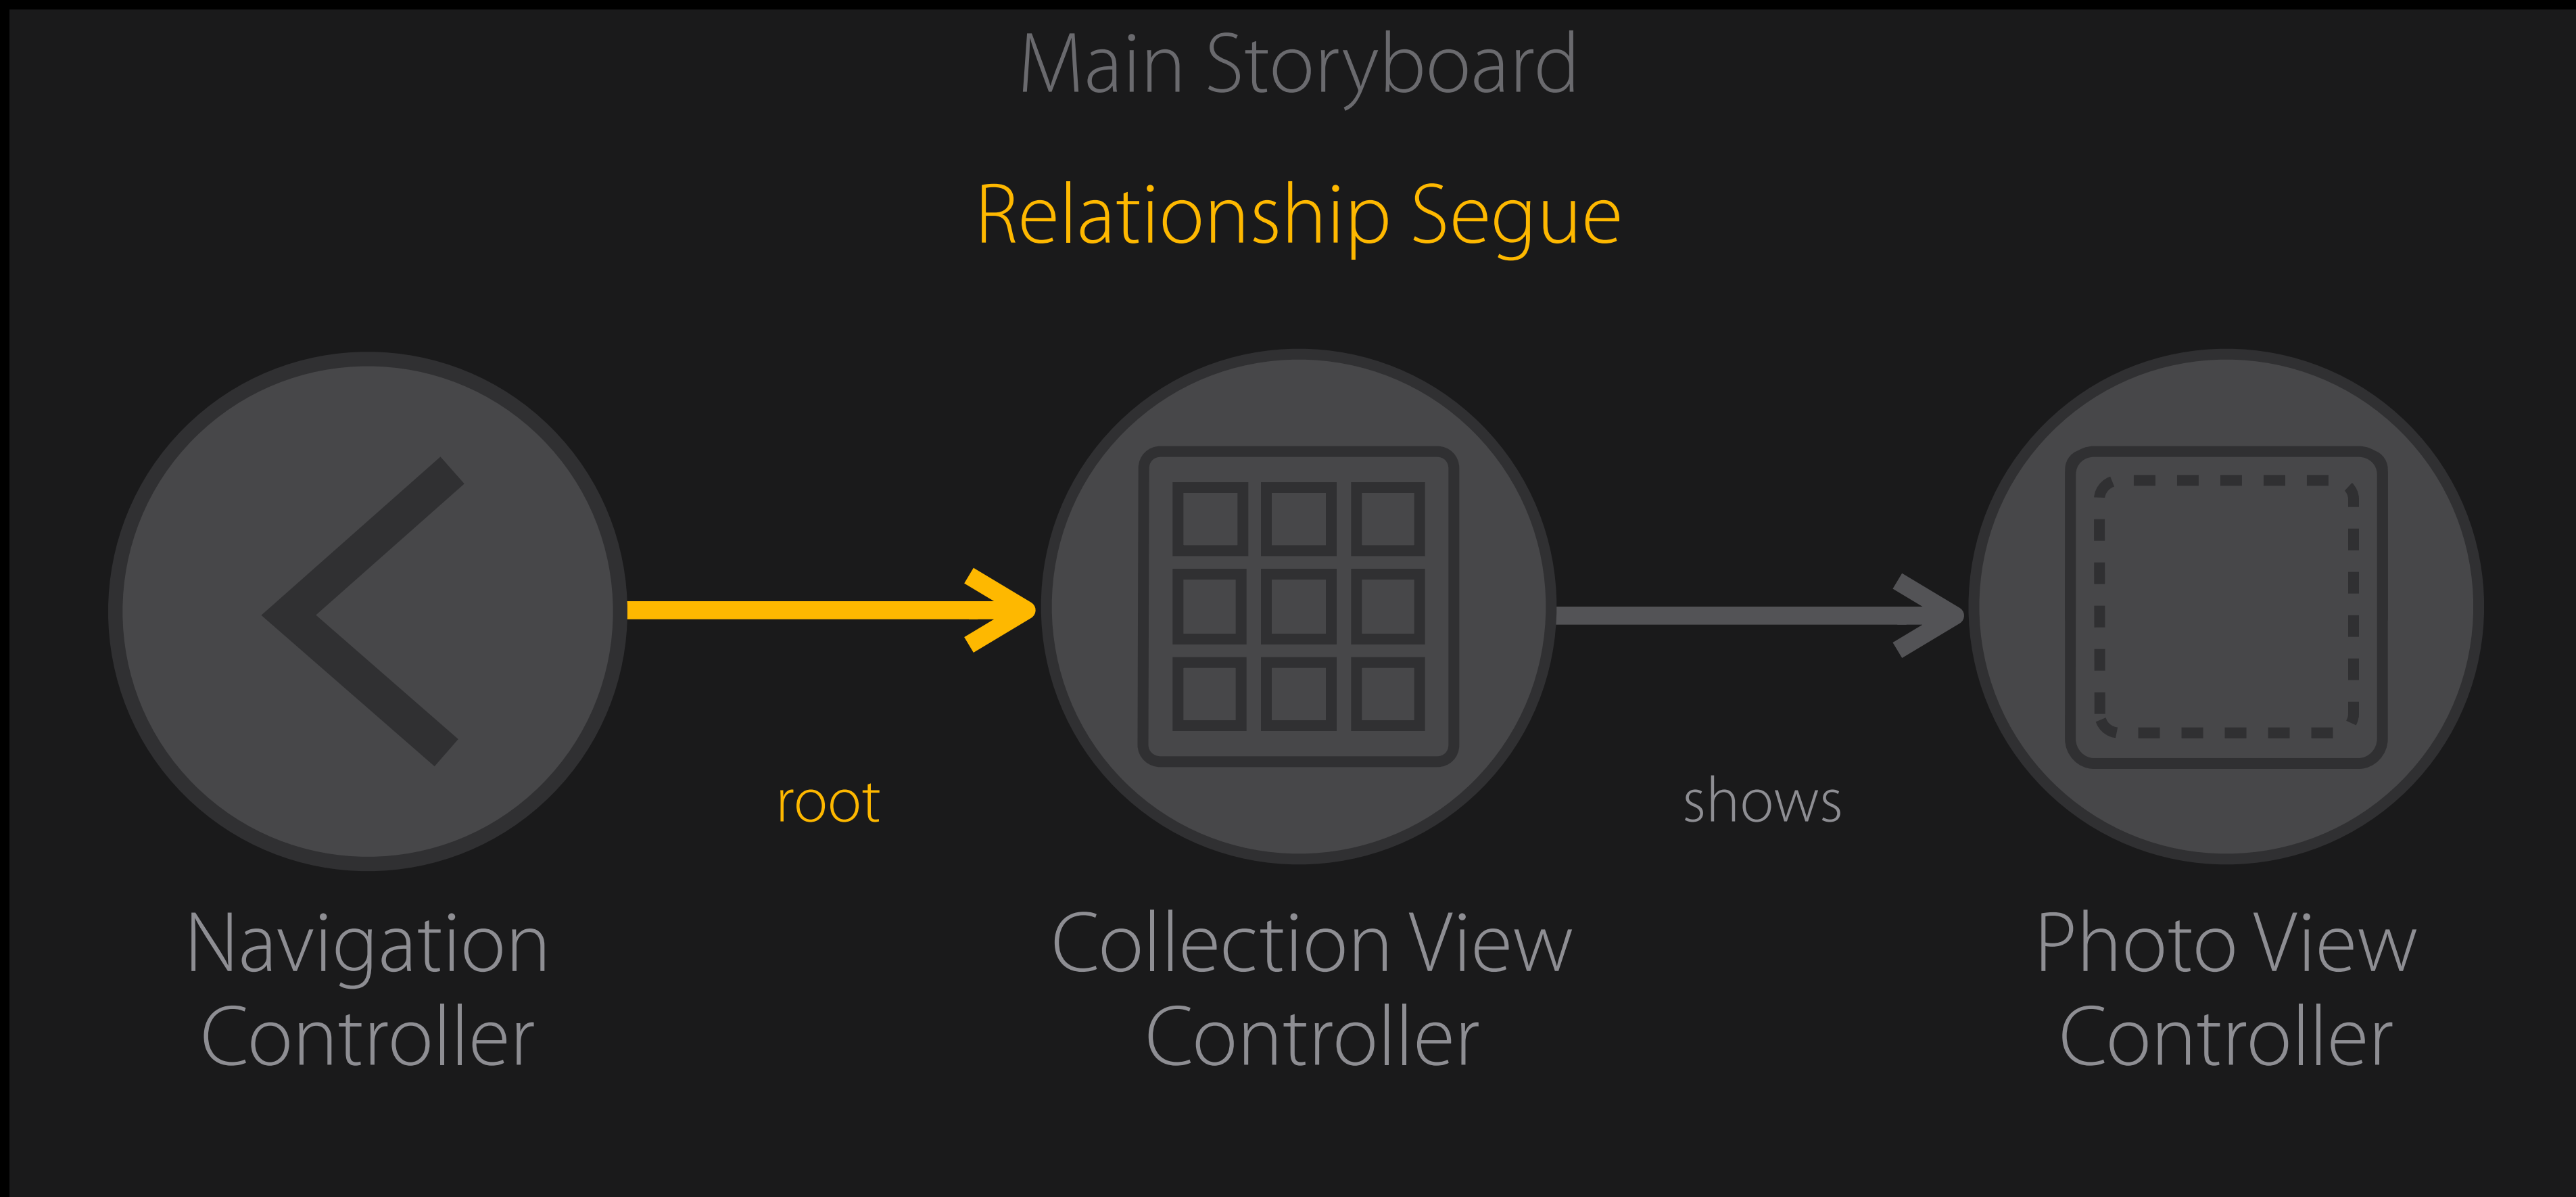 Main Storyboard
Relationship Segue
root
shows
Navigation
Controller
Collection View
Controller
Photo View
Controller